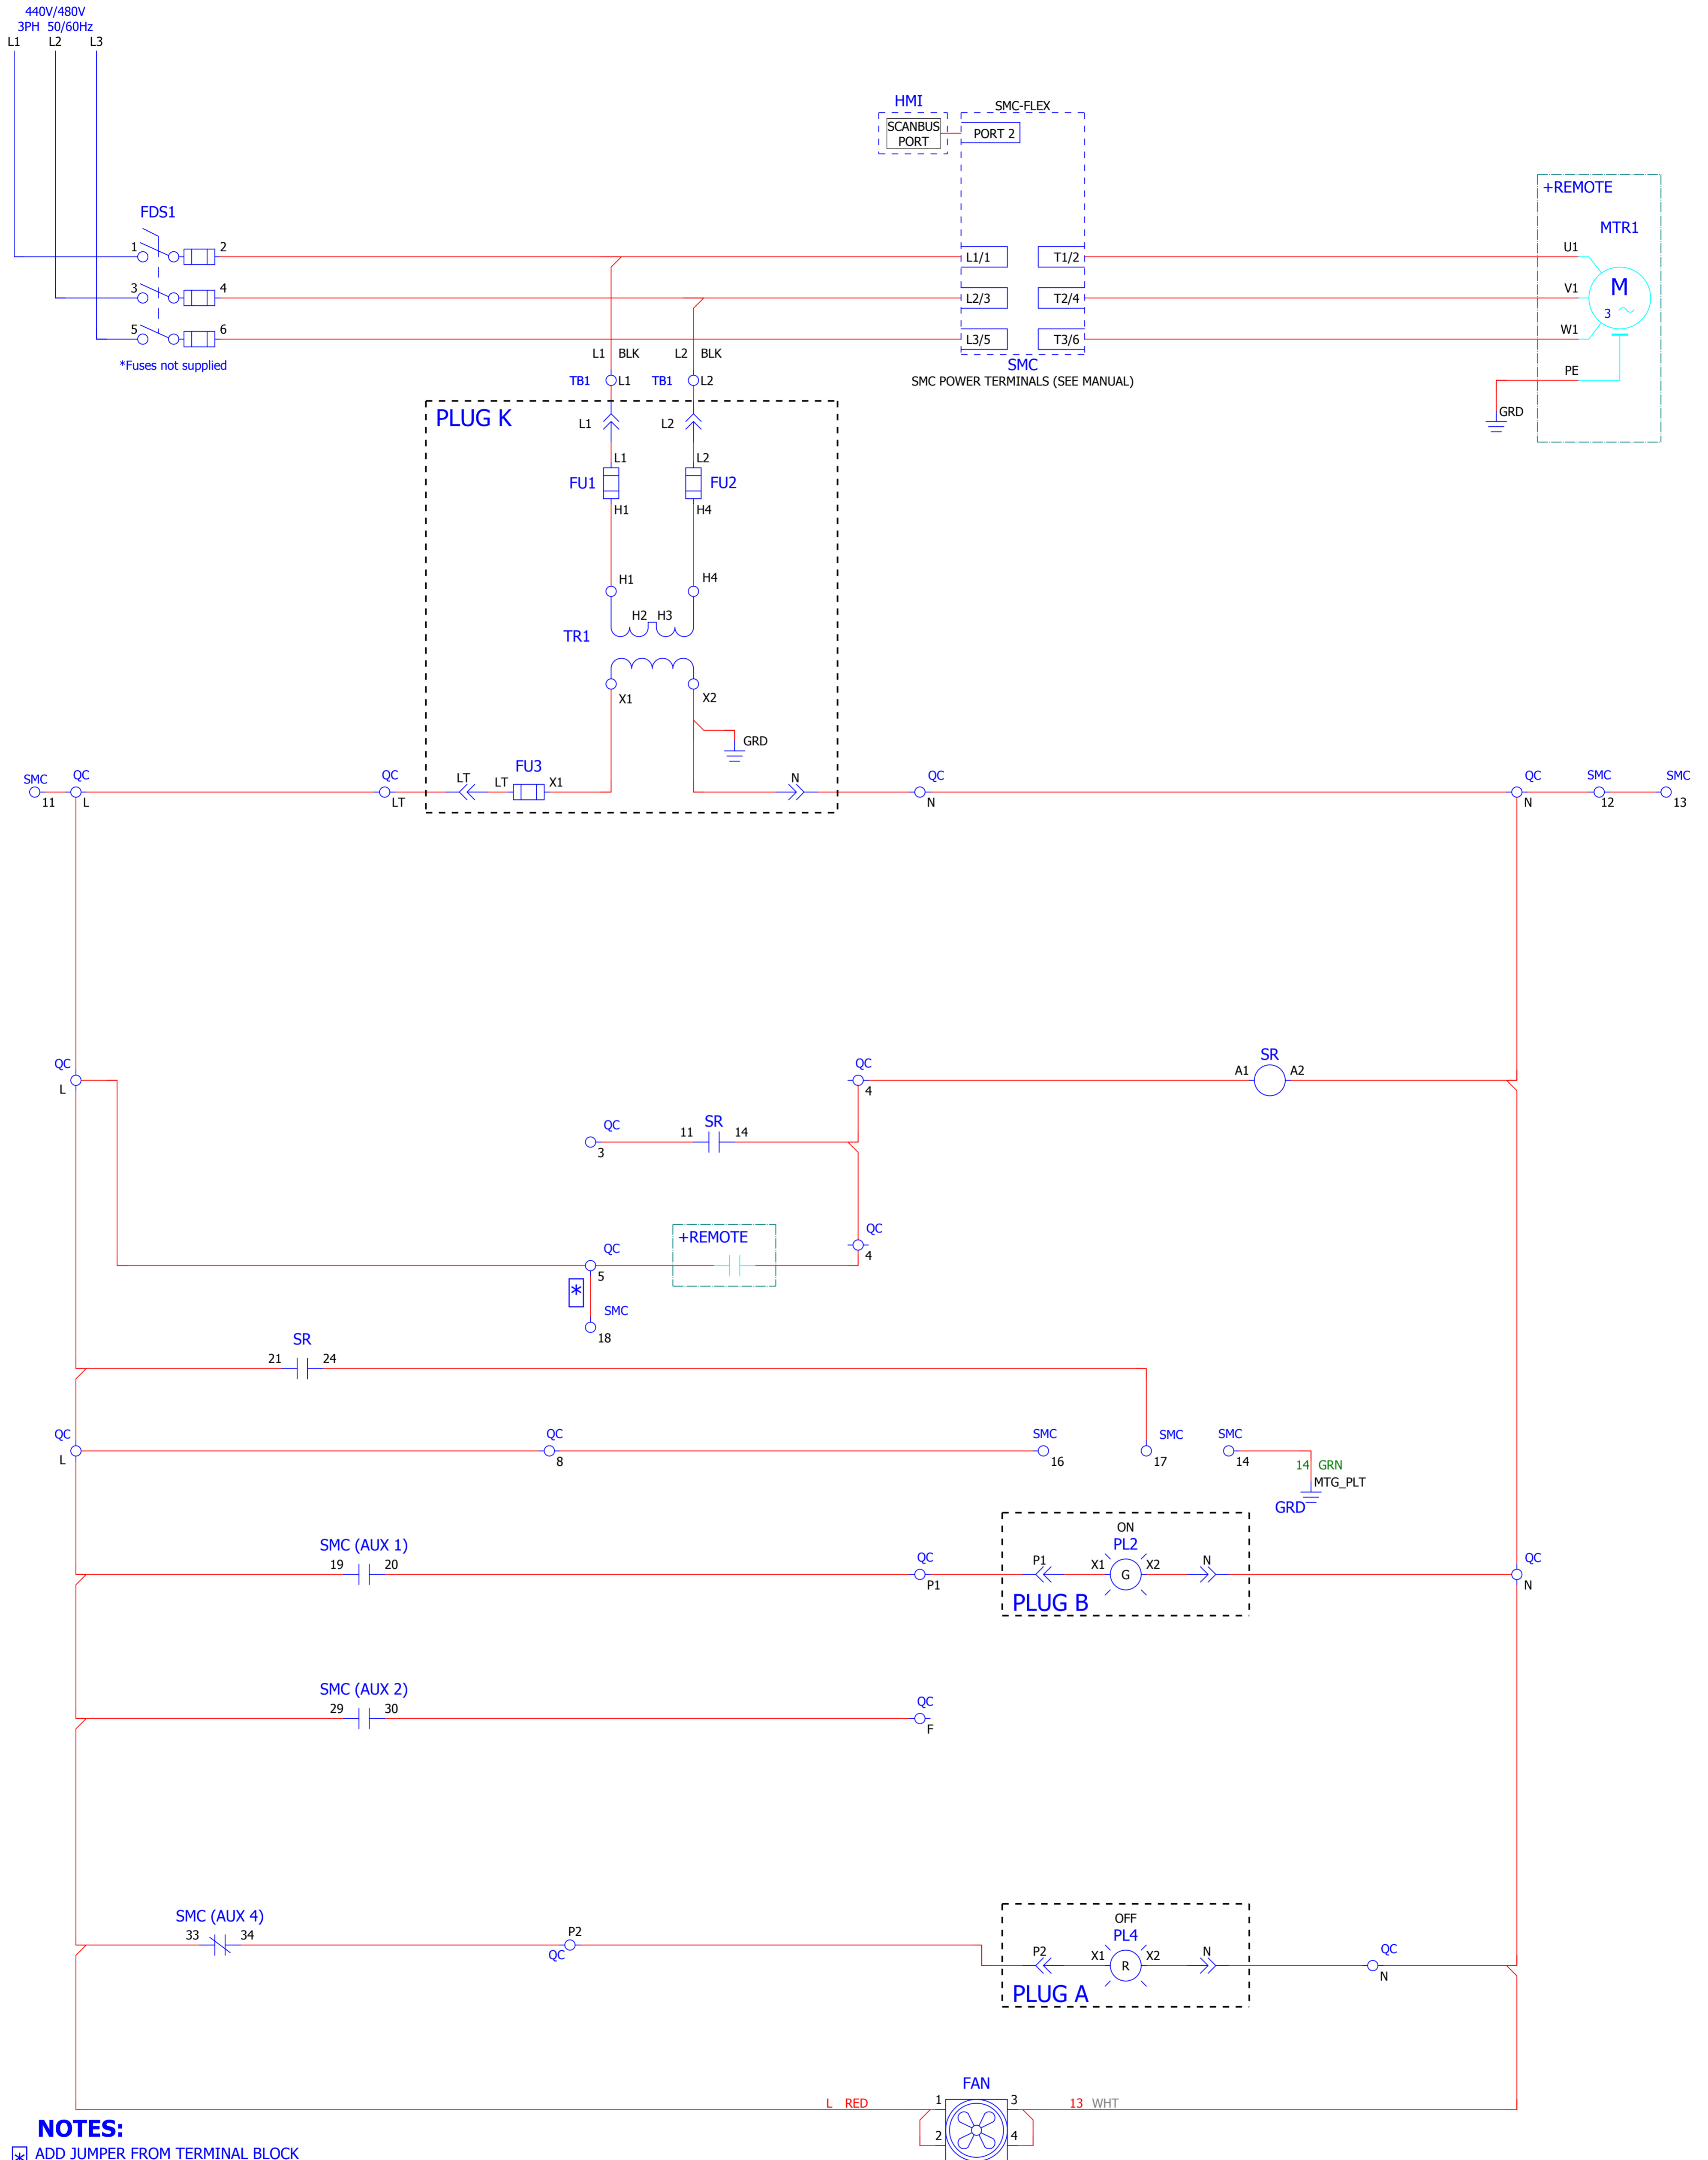 440V/480V
3PH 50/60Hz
L1 L2 L3
HMI
SCANBUS
PORT
SMC-FLEX
PORT 2
+REMOTE
MTR1
FDS1
1 2
L1/1 T1/2
U1
3 4
L2/3 T2/4
V1
M
3
5 6
L3/5 T3/6
W1
*Fuses not supplied
L1 BLK L2 BLK
SMC
SMC POWER TERMINALS (SEE MANUAL)
PE
GRD
TB1 L1 TB1 L2
PLUG K
L1 L2
L1 L2
FU1 FU2
H1 H4
H1 H4
H2 H3
TR1
X1 X2
GRD
SMC QC QC
11 L LT
LT LT FU3 X1
N
QC
N
QC SMC SMC
N 12 13
QC
L
QC
4
SR
A1 A2
QC
3
SR
11 14
QC
4
+REMOTE
QC
5
*
SMC
18
SR
21 24
QC
L
QC
8
SMC
16
SMC
17
SMC
14
14 GRN
MTG_PLT
GRD
SMC (AUX 1)
19 20
QC
P1
ON
PL2
P1 X1 G X2 N
PLUG B
QC
N
SMC (AUX 2)
29 30
QC
F
SMC (AUX 4)
33 34
P2
QC
OFF
PL4
P2 X1 R X2 N
PLUG A
QC
N
FAN
L RED 1 3 13 WHT
2 4
NOTES:
* ADD JUMPER FROM TERMINAL BLOCK